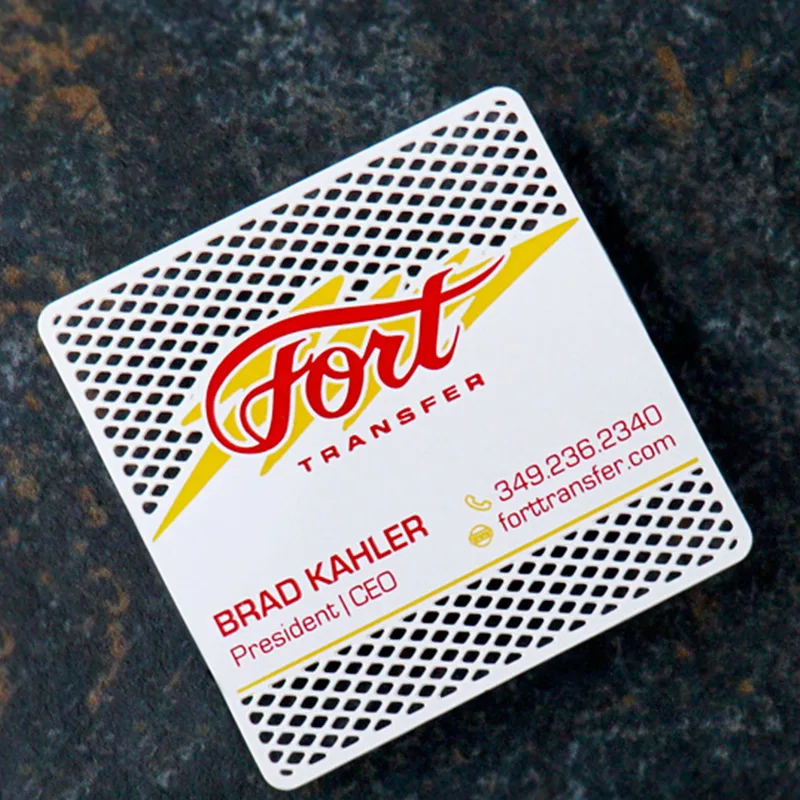 Fort
TRANSFER
349.236.2340
forttransfer.com
BRAD KAHLER
President|CEO